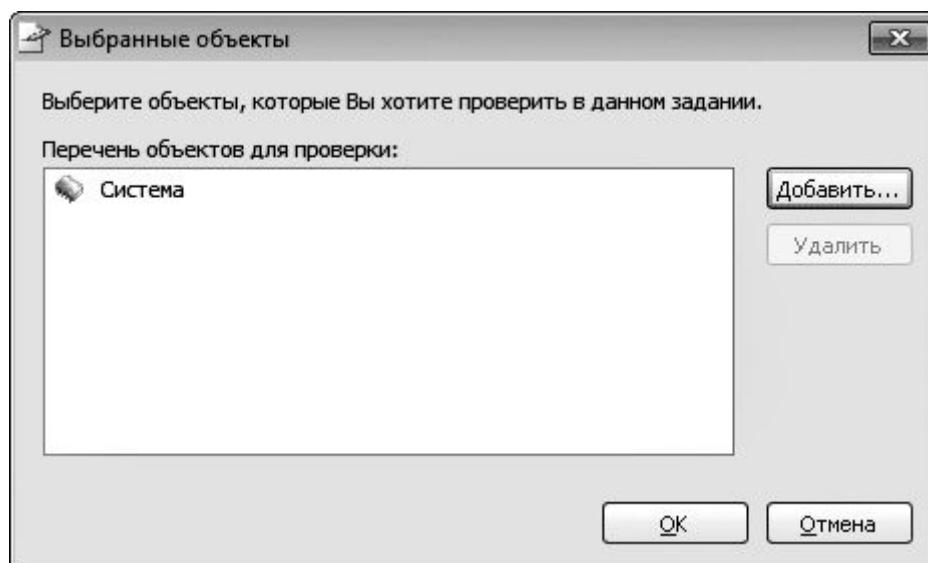 Выбранные объекты
Выберите объекты, которые Вы хотите проверить в данном задании.
Перечень объектов для проверки:
Система
Добавить...
Удалить
OK
Отмена